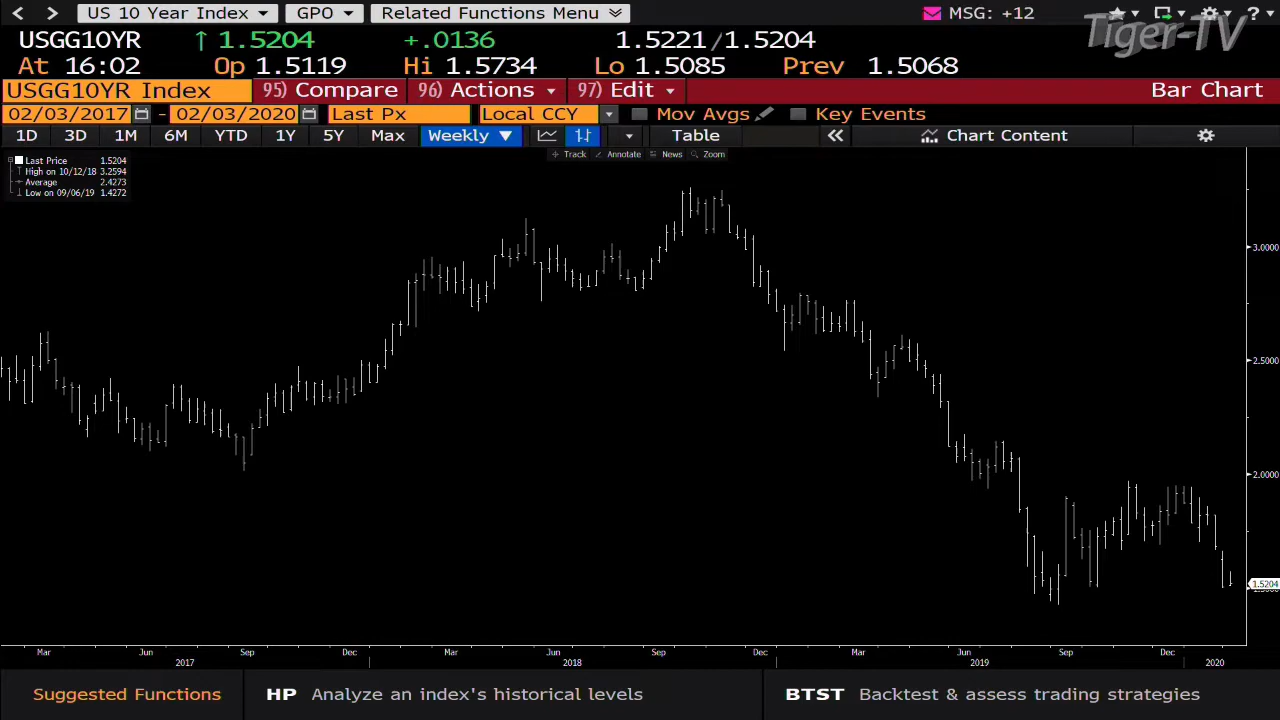 US 10 Year Index GPO Related Functions Menu MSG: +12 ?
Tiger-TV
USGG10YR ↑ 1.5204 +.0136 1.5221/1.5204
At 16:02 Op 1.5119 Hi 1.5734 Lo 1.5085 Prev 1.5068
USGG10YR Index 95) Compare 96) Actions 97) Edit Bar Chart
02/03/2017 - 02/03/2020 Last Px Local CCY Mov Avgs Key Events
1D 3D 1M 6M YTD 1Y 5Y Max Weekly ▼ Table « Chart Content
Track Annotate News Zoom
Last Price 1.5204
High on 10/12/18 3.2594
Average 2.4273
Low on 09/06/19 1.4272
3.0000
2.5000
2.0000
1.5204
Mar Jun Sep Dec Mar Jun Sep Dec Mar Jun Sep Dec
2017 2018 2019 2020
Suggested Functions HP Analyze an index's historical levels BTST Backtest & assess trading strategies